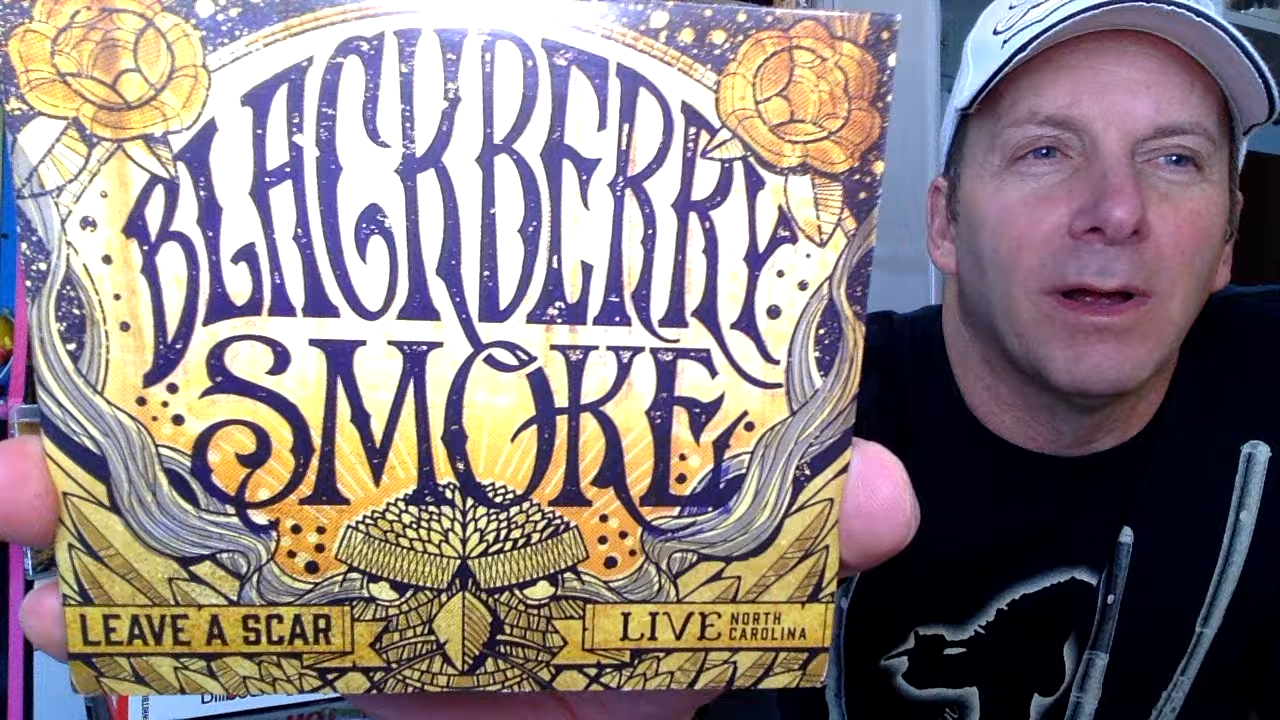 BLACKBERRY
SMOKE
LEAVE A SCAR
LIVE NORTH
CAROLINA